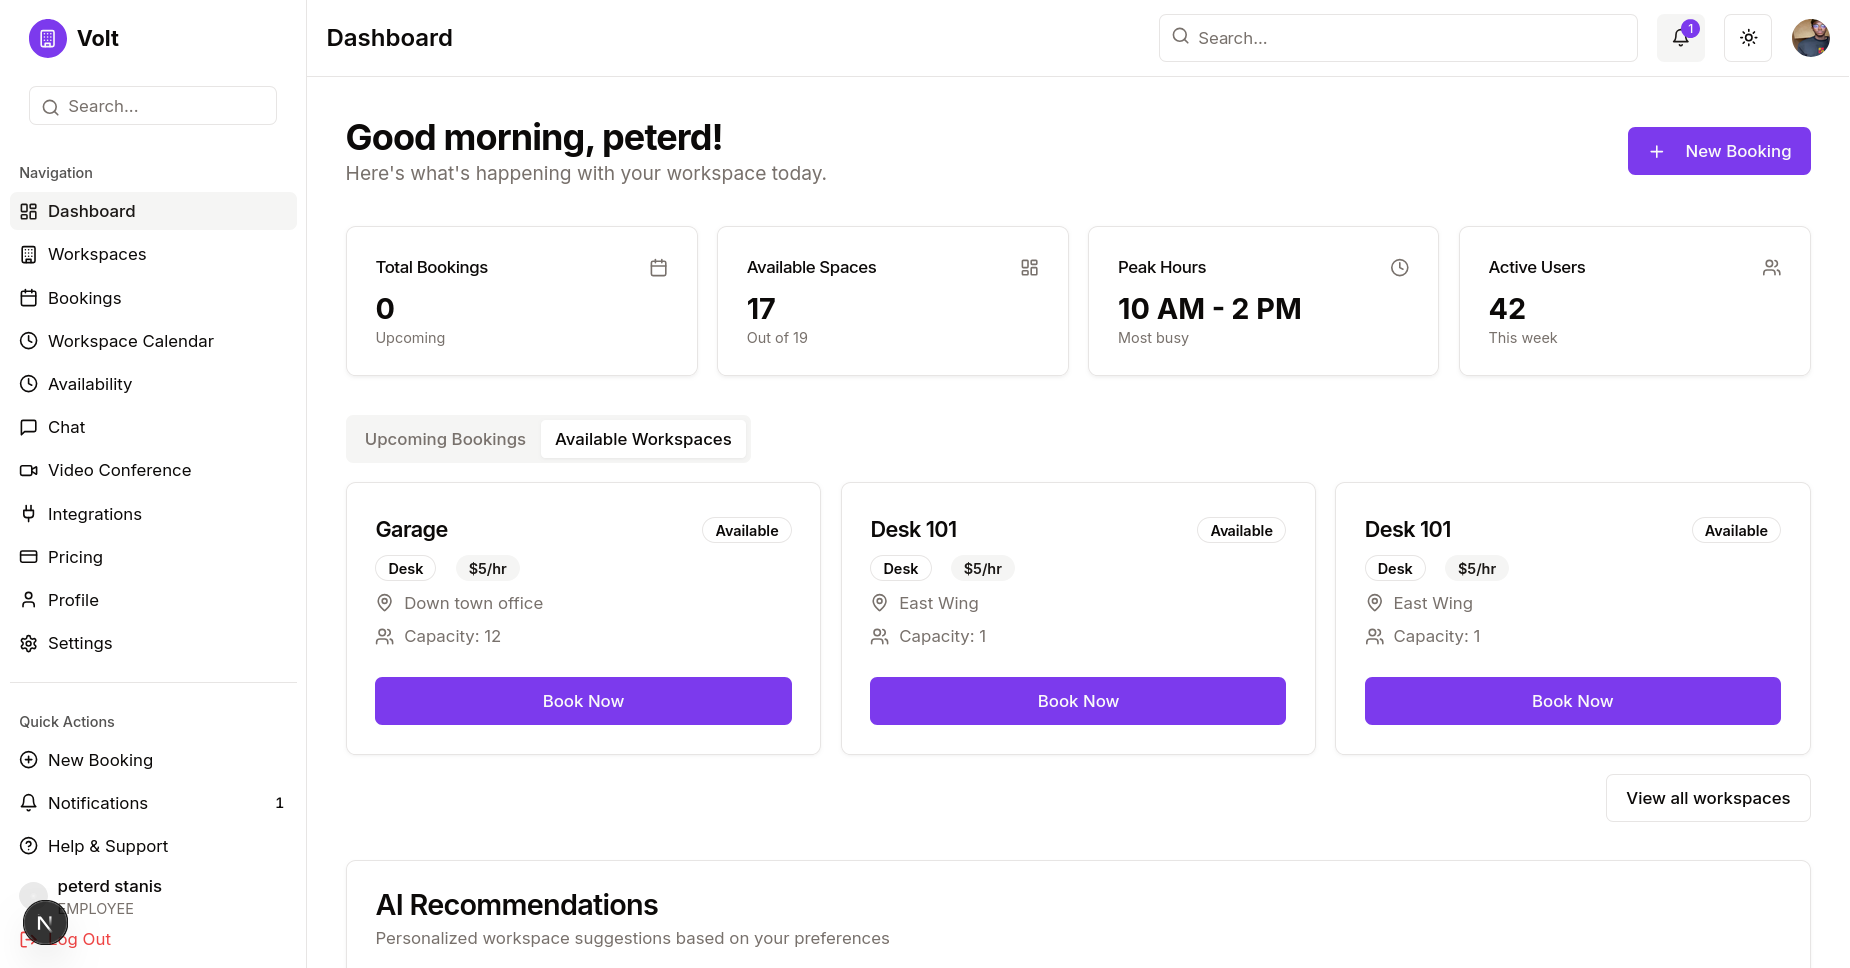 Volt
Search...
Navigation
Dashboard
Workspaces
Bookings
Workspace Calendar
Availability
Chat
Video Conference
Integrations
Pricing
Profile
Settings
Quick Actions
New Booking
Notifications 1
Help & Support
peterd stanis
EMPLOYEE
Log Out
N
Dashboard
Search...
1
Good morning, peterd!
Here's what's happening with your workspace today.
New Booking
Total Bookings
0
Upcoming
Available Spaces
17
Out of 19
Peak Hours
10 AM - 2 PM
Most busy
Active Users
42
This week
Upcoming Bookings Available Workspaces
Garage Available
Desk $5/hr
Down town office
Capacity: 12
Book Now
Desk 101 Available
Desk $5/hr
East Wing
Capacity: 1
Book Now
Desk 101 Available
Desk $5/hr
East Wing
Capacity: 1
Book Now
View all workspaces
AI Recommendations
Personalized workspace suggestions based on your preferences